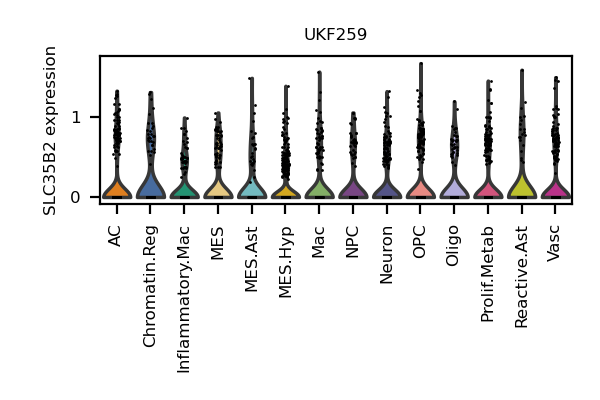 UKF259
SLC35B2 expression
1
0
AC
Chromatin.Reg
Inflammatory.Mac
MES
MES.Ast
MES.Hyp
Mac
NPC
Neuron
OPC
Oligo
Prolif.Metab
Reactive.Ast
Vasc